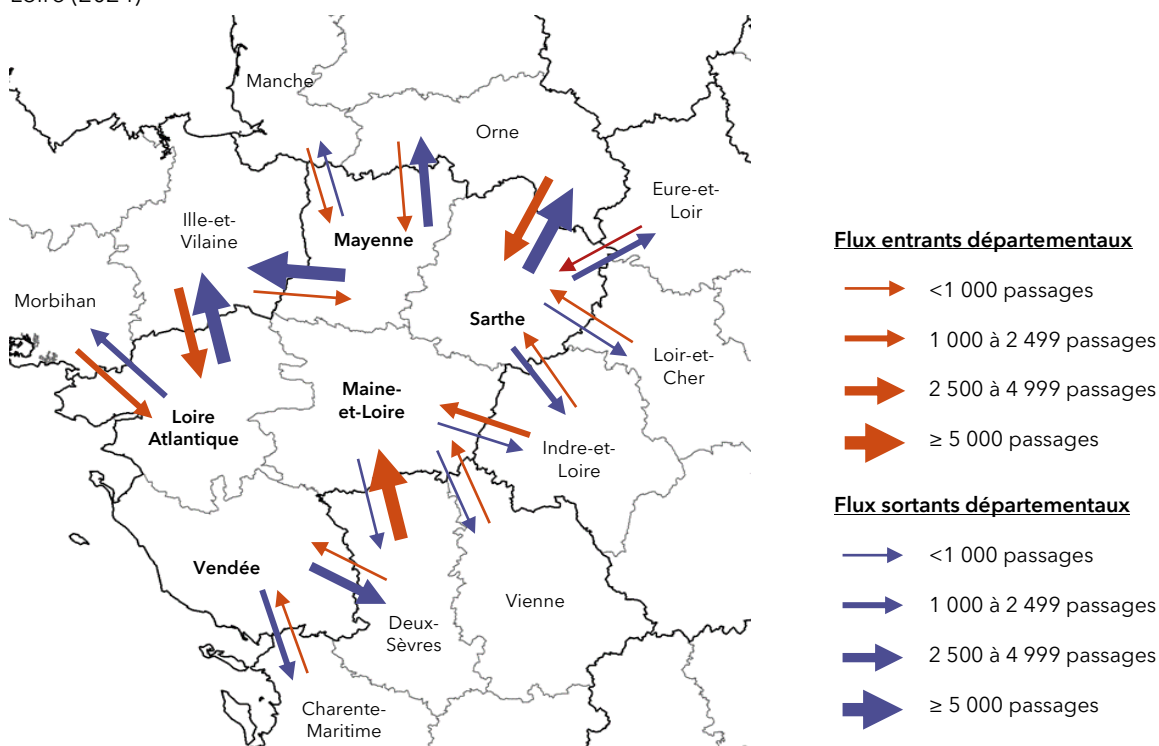 Loire (2024)
Manche
Orne
Eure-et-
Loir
Ille-et-
Vilaine
Mayenne
Morbihan
Sarthe
Loir-et-
Cher
Maine-
et-Loire
Loire
Atlantique
Indre-et-
Loire
Vendée
Vienne
Deux-
Sèvres
Charente-
Maritime
Flux entrants départementaux
<1 000 passages
1 000 à 2 499 passages
2 500 à 4 999 passages
≥ 5 000 passages
Flux sortants départementaux
<1 000 passages
1 000 à 2 499 passages
2 500 à 4 999 passages
≥ 5 000 passages